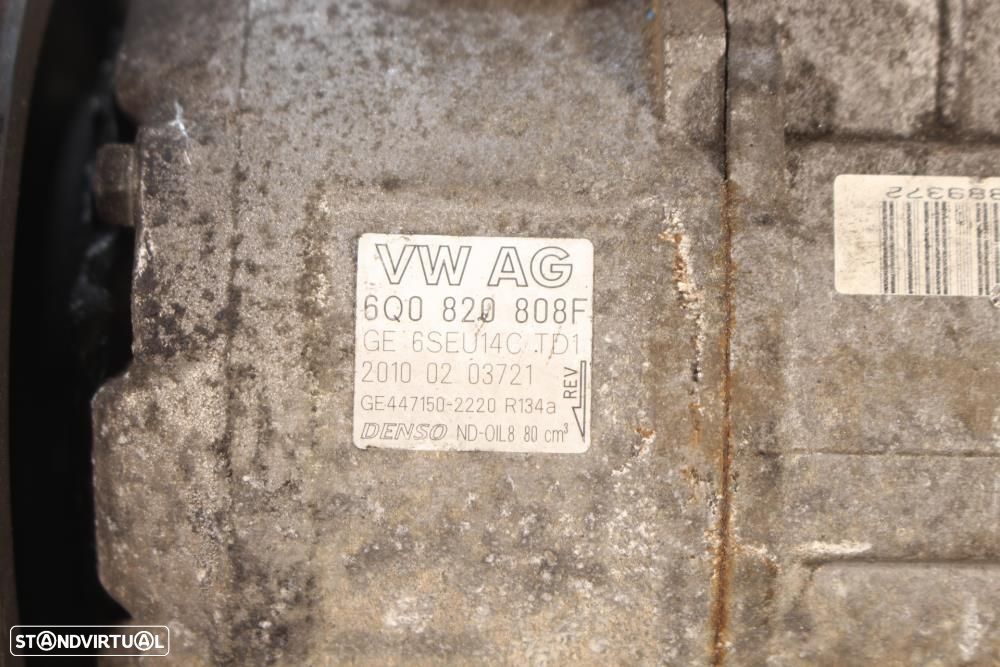 VW AG
6Q0 820 808F
GE 6SEU14C TD1
2010 02 03721
GE447150-2220 R134a
REV
DENSO ND-OIL8 80 cm³
STANDVIRTUAL